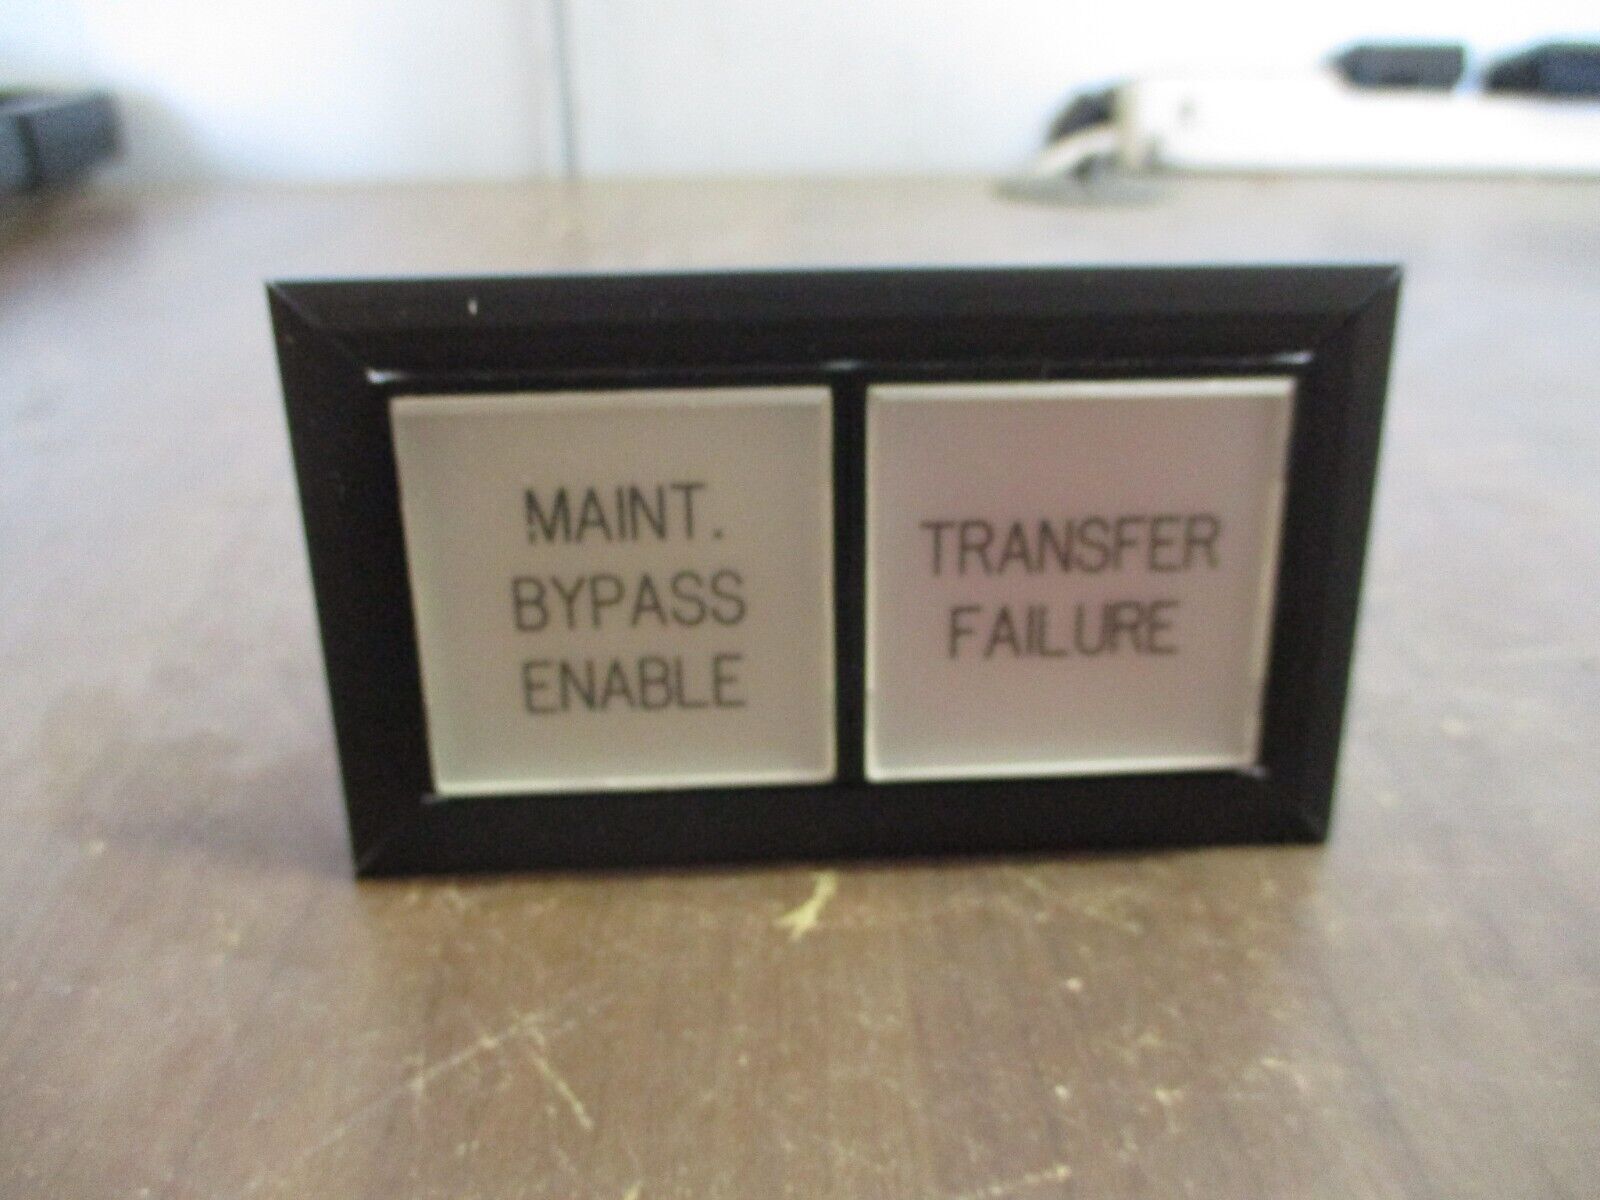 MAINT.
BYPASS
ENABLE
TRANSFER
FAILURE